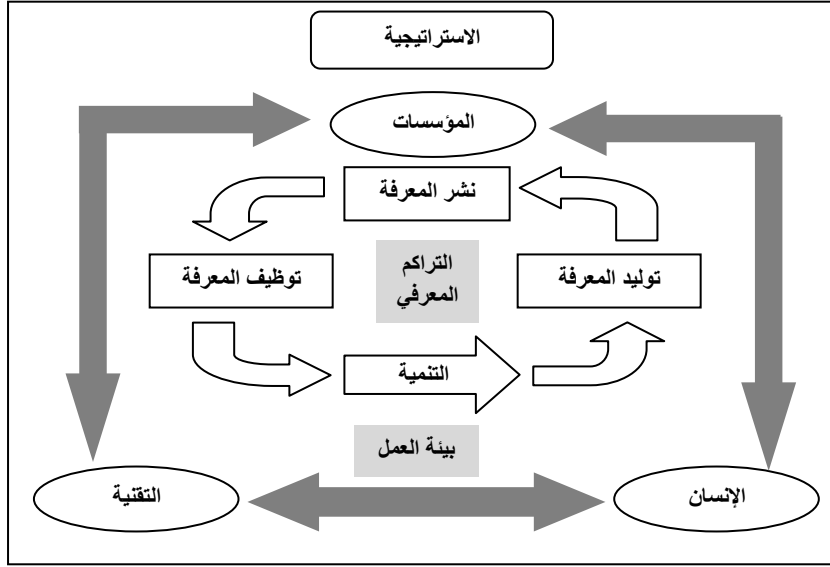 الاستراتيجية
المؤسسات
نشر المعرفة
توليد المعرفة
التراكم
المعرفي
توظيف المعرفة
التنمية
بيئة العمل
الإنسان
التقنية